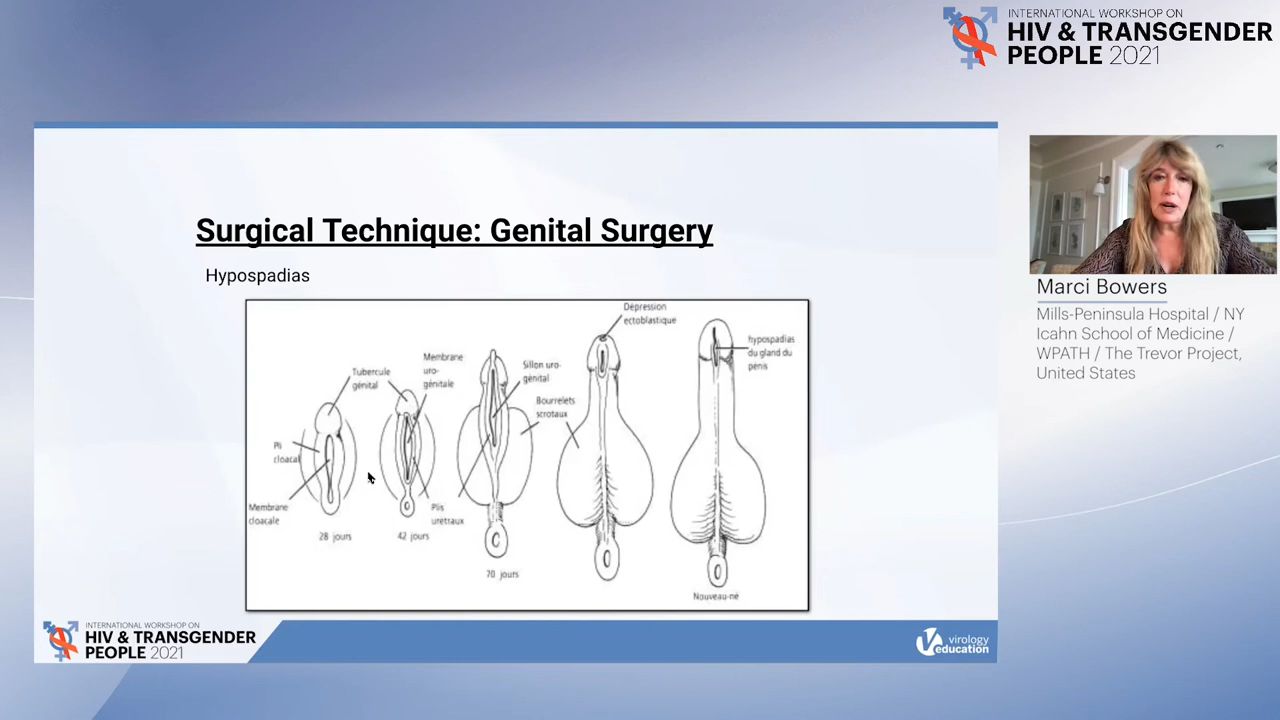 INTERNATIONAL WORKSHOP ON
HIV & TRANSGENDER
PEOPLE 2021
Surgical Technique: Genital Surgery
Hypospadias
Dépression
ectoblastique
hypospadias
du gland du
penis
Membrane
uro-
génitale
Sillon uro-
génital
Tubercule
génital
Bourrelets
scrotaux
Pli
cloacal
Membrane
cloacale
Plis
uretraux
28 jours
42 jours
70 jours
Nouveau-né
Marci Bowers
Mills-Peninsula Hospital / NY
Icahn School of Medicine /
WPATH / The Trevor Project,
United States
INTERNATIONAL WORKSHOP ON
HIV & TRANSGENDER
PEOPLE 2021
virology
education